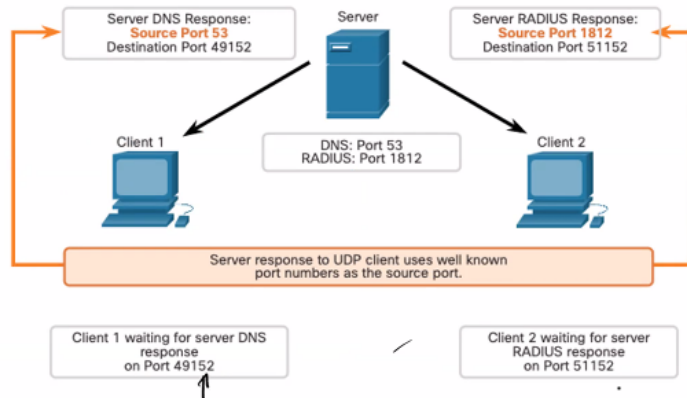 Server DNS Response:
Source Port 53
Destination Port 49152
Server
Server RADIUS Response:
Source Port 1812
Destination Port 51152
Client 1
DNS: Port 53
RADIUS: Port 1812
Client 2
Server response to UDP client uses well known
port numbers as the source port.
Client 1 waiting for server DNS
response
on Port 49152
Client 2 waiting for server
RADIUS response
on Port 51152